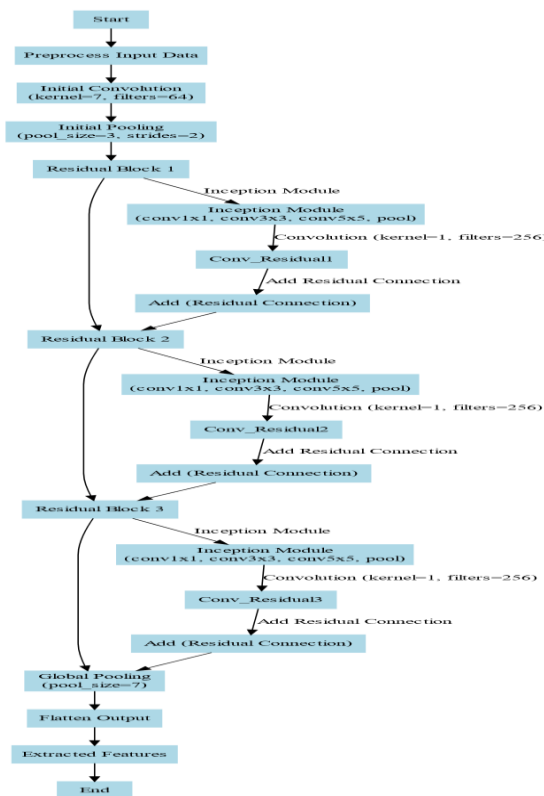 Start
Preprocess Input Data
Initial Convolution
(kernel=7, filters=64)
Initial Pooling
(pool_size=3, strides=2)
Residual Block 1
Inception Module
Inception Module
(conv1x1, conv3x3, conv5x5, pool)
Convolution (kernel=1, filters=256)
Conv_Residual1
Add Residual Connection
Add (Residual Connection)
Residual Block 2
Inception Module
Inception Module
(conv1x1, conv3x3, conv5x5, pool)
Convolution (kernel=1, filters=256)
Conv_Residual2
Add Residual Connection
Add (Residual Connection)
Residual Block 3
Inception Module
Inception Module
(conv1x1, conv3x3, conv5x5, pool)
Convolution (kernel=1, filters=256)
Conv_Residual3
Add Residual Connection
Add (Residual Connection)
Global Pooling
(pool_size=7)
Flatten Output
Extracted Features
End